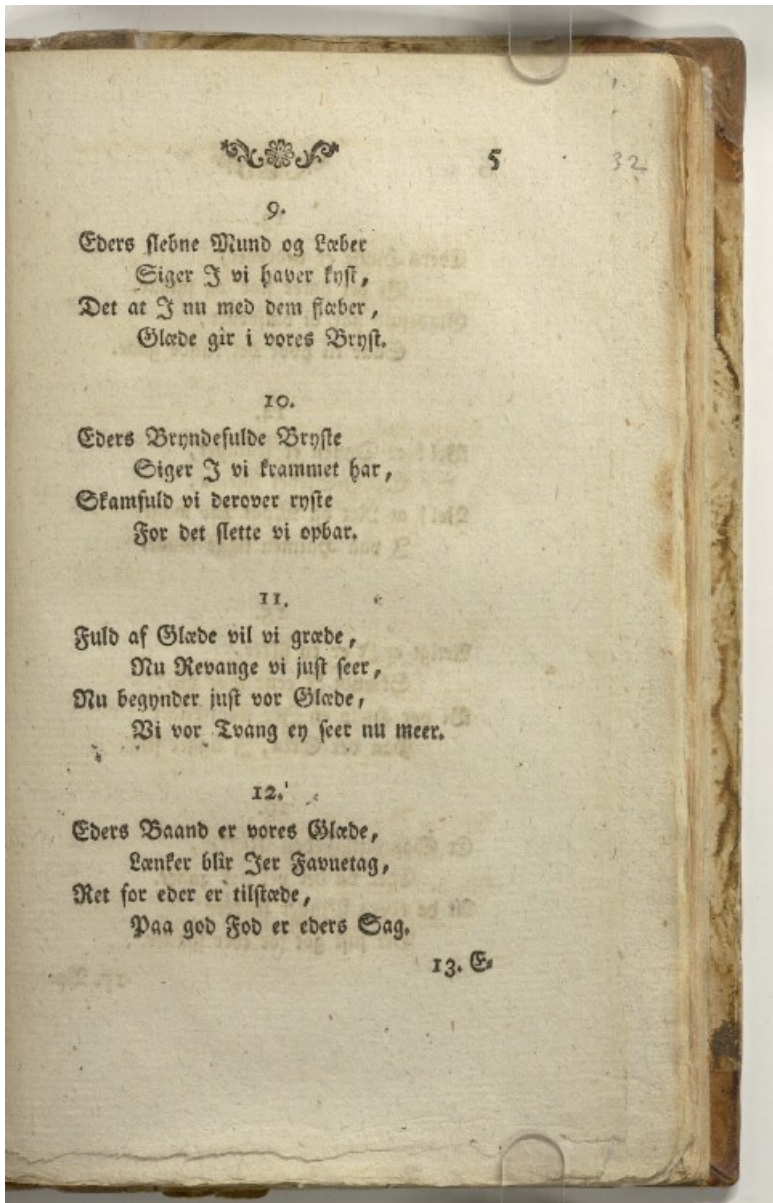 5
32
9.
Eders slebne Mund og Læber
Siger I vi haver kyst,
Det at I nu med dem flæber,
Glæde gir i vores Bryst.
10.
Eders Bryndefulde Bryste
Siger I vi krammet har,
Skamfuld vi derover ryste
For det slette vi opbar.
11.
Fuld af Glæde vil vi græde,
Nu Revange vi just seer,
Nu begynder just vor Glæde,
Vi vor Tvang ey seer nu meer.
12.
Eders Baand er vores Glæde,
Lænker blir Jer Favnetag,
Ret for eder er tilstæde,
Paa god Fod er eders Sag.
13. E-